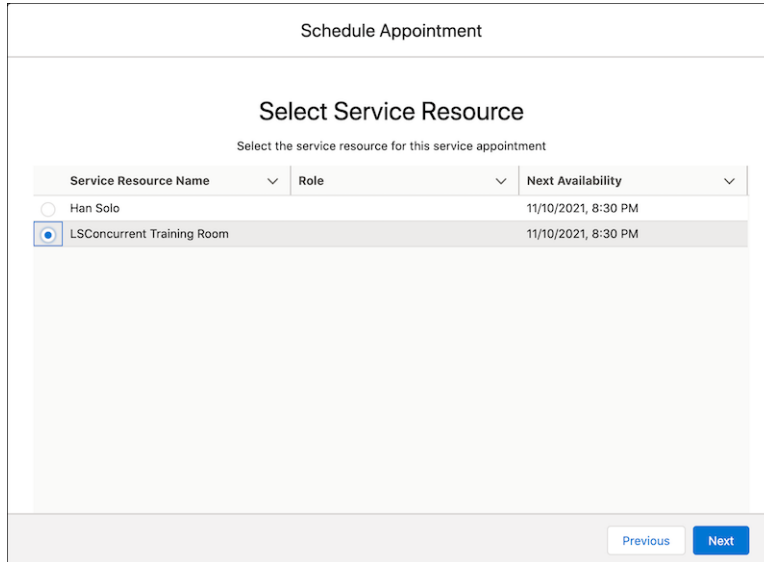 Schedule Appointment
Select Service Resource
Select the service resource for this service appointment
Service Resource Name Role Next Availability
Han Solo 11/10/2021, 8:30 PM
LSConcurrent Training Room 11/10/2021, 8:30 PM
Previous Next